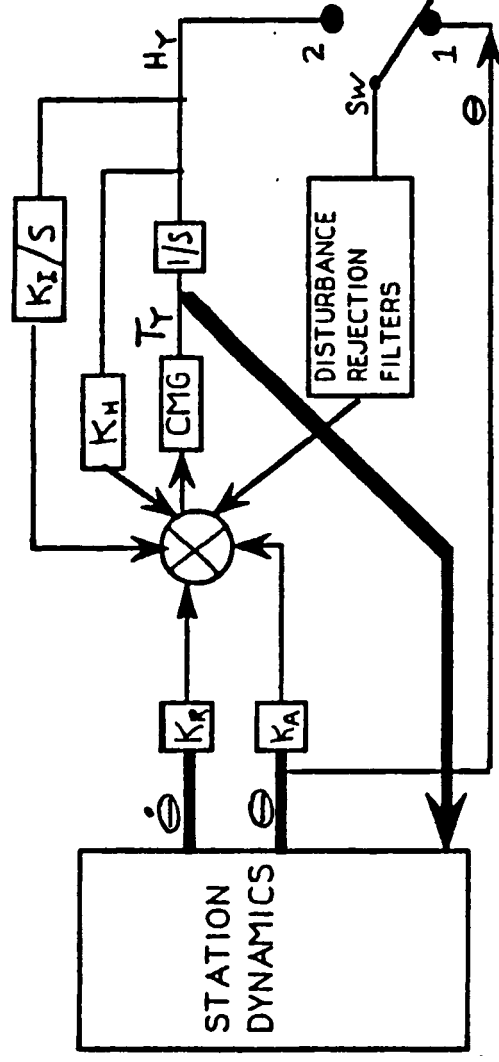 STATION
DYNAMICS
Θ̇
Θ
K_R
K_A
K_I/S
K_H
CMG
T_Y
1/S
H_Y
DISTURBANCE
REJECTION
FILTERS
SW
2
1
Θ